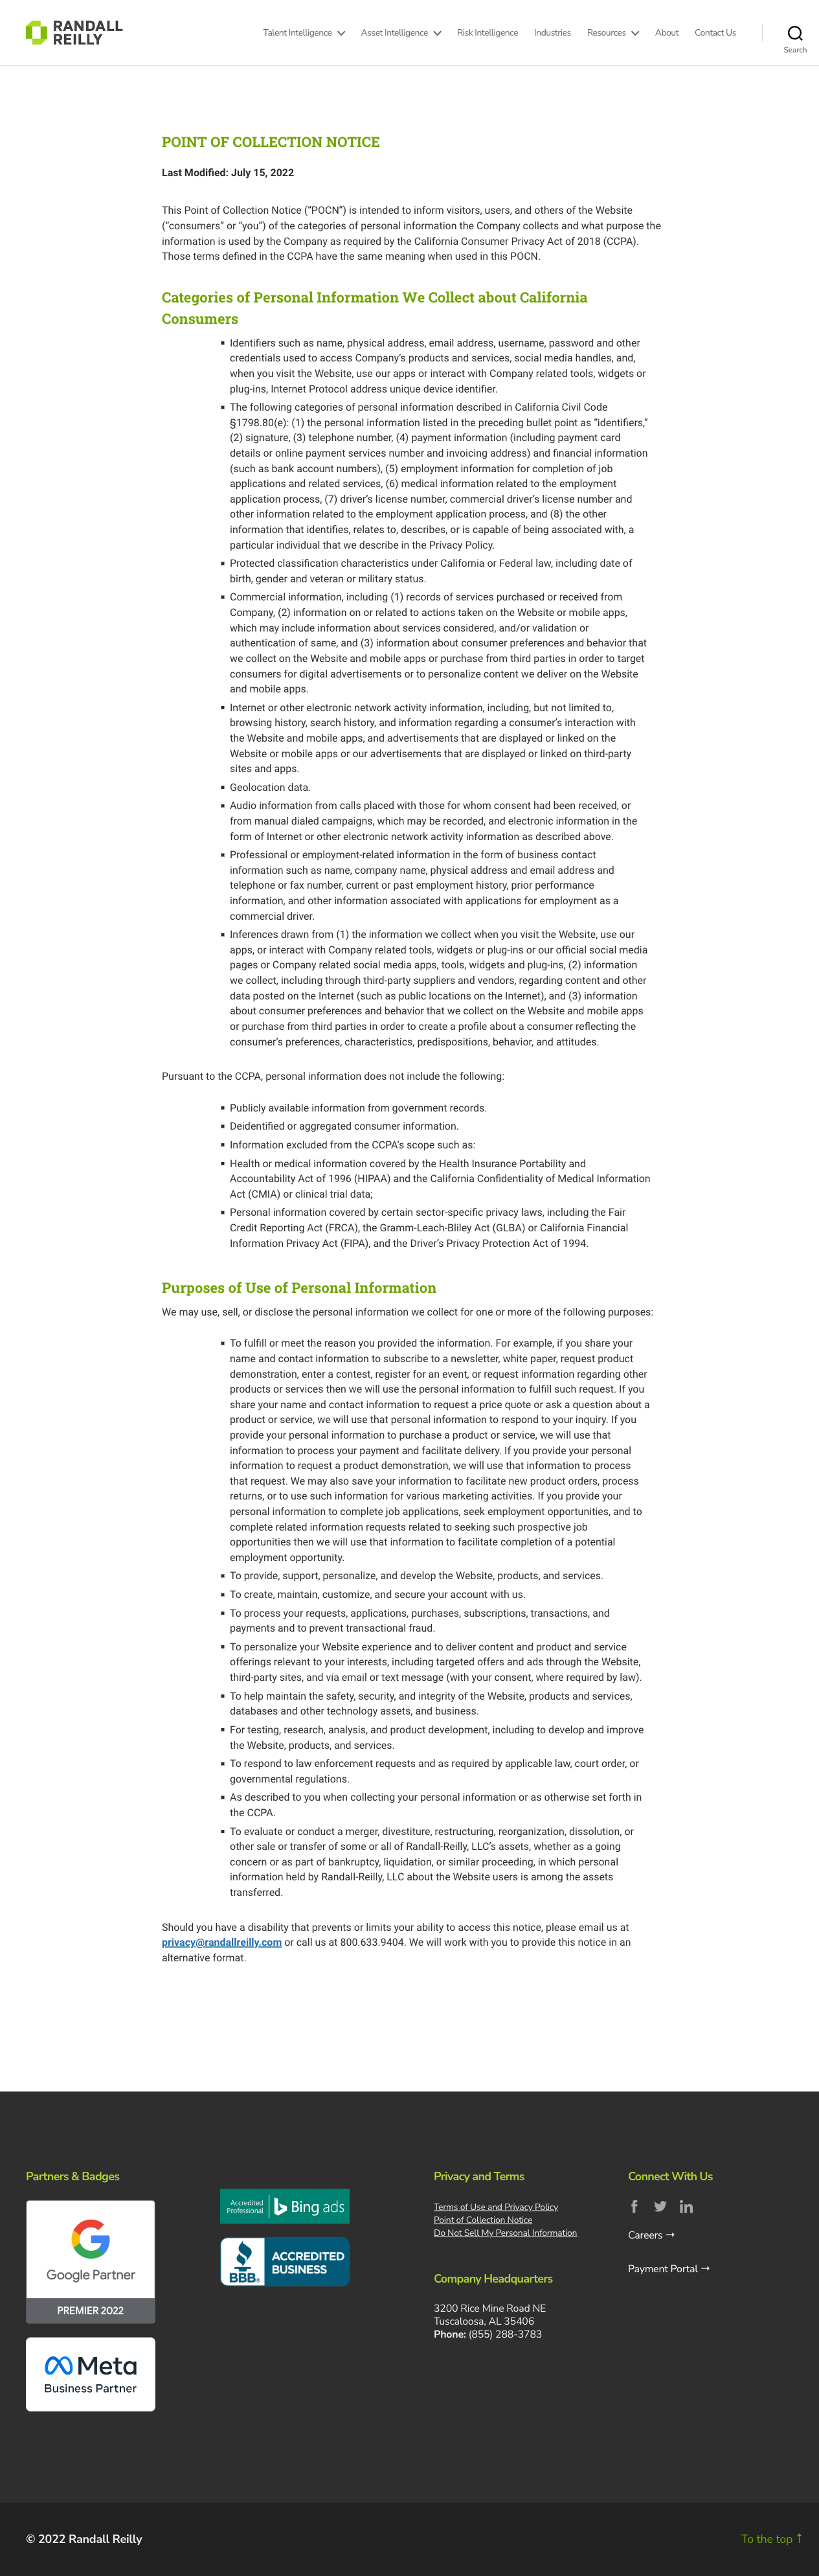 RANDALL
REILLY
Talent Intelligence
Asset Intelligence
Risk Intelligence
Industries
Resources
About
Contact Us
Search
POINT OF COLLECTION NOTICE
Last Modified: July 15, 2022
This Point of Collection Notice (“POCN”) is intended to inform visitors, users, and others of the Website
(“consumers” or “you”) of the categories of personal information the Company collects and what purpose the
information is used by the Company as required by the California Consumer Privacy Act of 2018 (CCPA).
Those terms defined in the CCPA have the same meaning when used in this POCN.
Categories of Personal Information We Collect about California
Consumers
▪ Identifiers such as name, physical address, email address, username, password and other
credentials used to access Company’s products and services, social media handles, and,
when you visit the Website, use our apps or interact with Company related tools, widgets or
plug-ins, Internet Protocol address unique device identifier.
▪ The following categories of personal information described in California Civil Code
§1798.80(e): (1) the personal information listed in the preceding bullet point as “identifiers,”
(2) signature, (3) telephone number, (4) payment information (including payment card
details or online payment services number and invoicing address) and financial information
(such as bank account numbers), (5) employment information for completion of job
applications and related services, (6) medical information related to the employment
application process, (7) driver’s license number, commercial driver’s license number and
other information related to the employment application process, and (8) the other
information that identifies, relates to, describes, or is capable of being associated with, a
particular individual that we describe in the Privacy Policy.
▪ Protected classification characteristics under California or Federal law, including date of
birth, gender and veteran or military status.
▪ Commercial information, including (1) records of services purchased or received from
Company, (2) information on or related to actions taken on the Website or mobile apps,
which may include information about services considered, and/or validation or
authentication of same, and (3) information about consumer preferences and behavior that
we collect on the Website and mobile apps or purchase from third parties in order to target
consumers for digital advertisements or to personalize content we deliver on the Website
and mobile apps.
▪ Internet or other electronic network activity information, including, but not limited to,
browsing history, search history, and information regarding a consumer’s interaction with
the Website and mobile apps, and advertisements that are displayed or linked on the
Website or mobile apps or our advertisements that are displayed or linked on third-party
sites and apps.
▪ Geolocation data.
▪ Audio information from calls placed with those for whom consent had been received, or
from manual dialed campaigns, which may be recorded, and electronic information in the
form of Internet or other electronic network activity information as described above.
▪ Professional or employment-related information in the form of business contact
information such as name, company name, physical address and email address and
telephone or fax number, current or past employment history, prior performance
information, and other information associated with applications for employment as a
commercial driver.
▪ Inferences drawn from (1) the information we collect when you visit the Website, use our
apps, or interact with Company related tools, widgets or plug-ins or our official social media
pages or Company related social media apps, tools, widgets and plug-ins, (2) information
we collect, including through third-party suppliers and vendors, regarding content and other
data posted on the Internet (such as public locations on the Internet), and (3) information
about consumer preferences and behavior that we collect on the Website and mobile apps
or purchase from third parties in order to create a profile about a consumer reflecting the
consumer’s preferences, characteristics, predispositions, behavior, and attitudes.
Pursuant to the CCPA, personal information does not include the following:
▪ Publicly available information from government records.
▪ Deidentified or aggregated consumer information.
▪ Information excluded from the CCPA’s scope such as:
▪ Health or medical information covered by the Health Insurance Portability and
Accountability Act of 1996 (HIPAA) and the California Confidentiality of Medical Information
Act (CMIA) or clinical trial data;
▪ Personal information covered by certain sector-specific privacy laws, including the Fair
Credit Reporting Act (FRCA), the Gramm-Leach-Bliley Act (GLBA) or California Financial
Information Privacy Act (FIPA), and the Driver’s Privacy Protection Act of 1994.
Purposes of Use of Personal Information
We may use, sell, or disclose the personal information we collect for one or more of the following purposes:
▪ To fulfill or meet the reason you provided the information. For example, if you share your
name and contact information to subscribe to a newsletter, white paper, request product
demonstration, enter a contest, register for an event, or request information regarding other
products or services then we will use the personal information to fulfill such request. If you
share your name and contact information to request a price quote or ask a question about a
product or service, we will use that personal information to respond to your inquiry. If you
provide your personal information to purchase a product or service, we will use that
information to process your payment and facilitate delivery. If you provide your personal
information to request a product demonstration, we will use that information to process
that request. We may also save your information to facilitate new product orders, process
returns, or to use such information for various marketing activities. If you provide your
personal information to complete job applications, seek employment opportunities, and to
complete related information requests related to seeking such prospective job
opportunities then we will use that information to facilitate completion of a potential
employment opportunity.
▪ To provide, support, personalize, and develop the Website, products, and services.
▪ To create, maintain, customize, and secure your account with us.
▪ To process your requests, applications, purchases, subscriptions, transactions, and
payments and to prevent transactional fraud.
▪ To personalize your Website experience and to deliver content and product and service
offerings relevant to your interests, including targeted offers and ads through the Website,
third-party sites, and via email or text message (with your consent, where required by law).
▪ To help maintain the safety, security, and integrity of the Website, products and services,
databases and other technology assets, and business.
▪ For testing, research, analysis, and product development, including to develop and improve
the Website, products, and services.
▪ To respond to law enforcement requests and as required by applicable law, court order, or
governmental regulations.
▪ As described to you when collecting your personal information or as otherwise set forth in
the CCPA.
▪ To evaluate or conduct a merger, divestiture, restructuring, reorganization, dissolution, or
other sale or transfer of some or all of Randall-Reilly, LLC’s assets, whether as a going
concern or as part of bankruptcy, liquidation, or similar proceeding, in which personal
information held by Randall-Reilly, LLC about the Website users is among the assets
transferred.
Should you have a disability that prevents or limits your ability to access this notice, please email us at
privacy@randallreilly.com or call us at 800.633.9404. We will work with you to provide this notice in an
alternative format.
Partners & Badges
Google Partner
PREMIER 2022
Meta
Business Partner
Accredited
Professional
Bing ads
BBB
ACCREDITED
BUSINESS
Privacy and Terms
Terms of Use and Privacy Policy
Point of Collection Notice
Do Not Sell My Personal Information
Company Headquarters
3200 Rice Mine Road NE
Tuscaloosa, AL 35406
Phone: (855) 288-3783
Connect With Us
Careers →
Payment Portal →
© 2022 Randall Reilly
To the top ↑